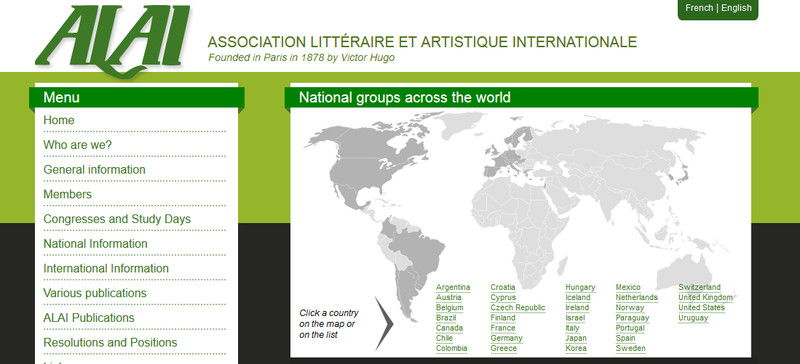 French | English
ALAI
ASSOCIATION LITTÉRAIRE ET ARTISTIQUE INTERNATIONALE
Founded in Paris in 1878 by Victor Hugo
Menu
Home
Who are we?
General information
Members
Congresses and Study Days
National Information
International Information
Various publications
ALAI Publications
Resolutions and Positions
National groups across the world
Click a country
on the map or
on the list
Argentina
Austria
Belgium
Brazil
Canada
Chile
Colombia
Croatia
Cyprus
Czech Republic
Finland
France
Germany
Greece
Hungary
Iceland
Ireland
Israel
Italy
Japan
Korea
Mexico
Netherlands
Norway
Paraguay
Portugal
Spain
Sweden
Switzerland
United Kingdom
United States
Uruguay